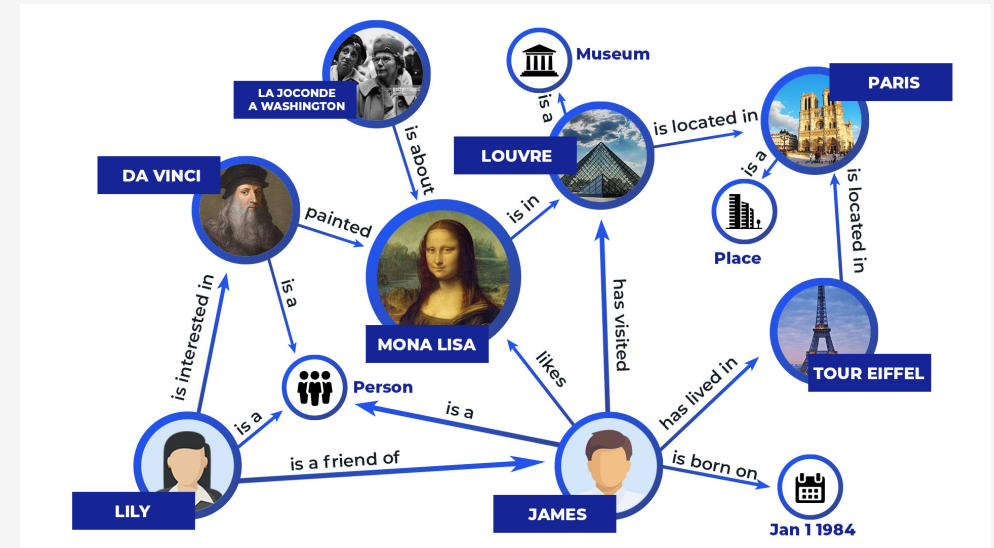 LA JOCONDE
A WASHINGTON
Museum
PARIS
is a
is located in
LOUVRE
is about
is a
DA VINCI
is located in
painted
is in
Place
is a
has visited
is interested in
MONA LISA
likes
TOUR EIFFEL
Person
has lived in
is a
is a
is a friend of
is born on
LILY
JAMES
Jan 1 1984